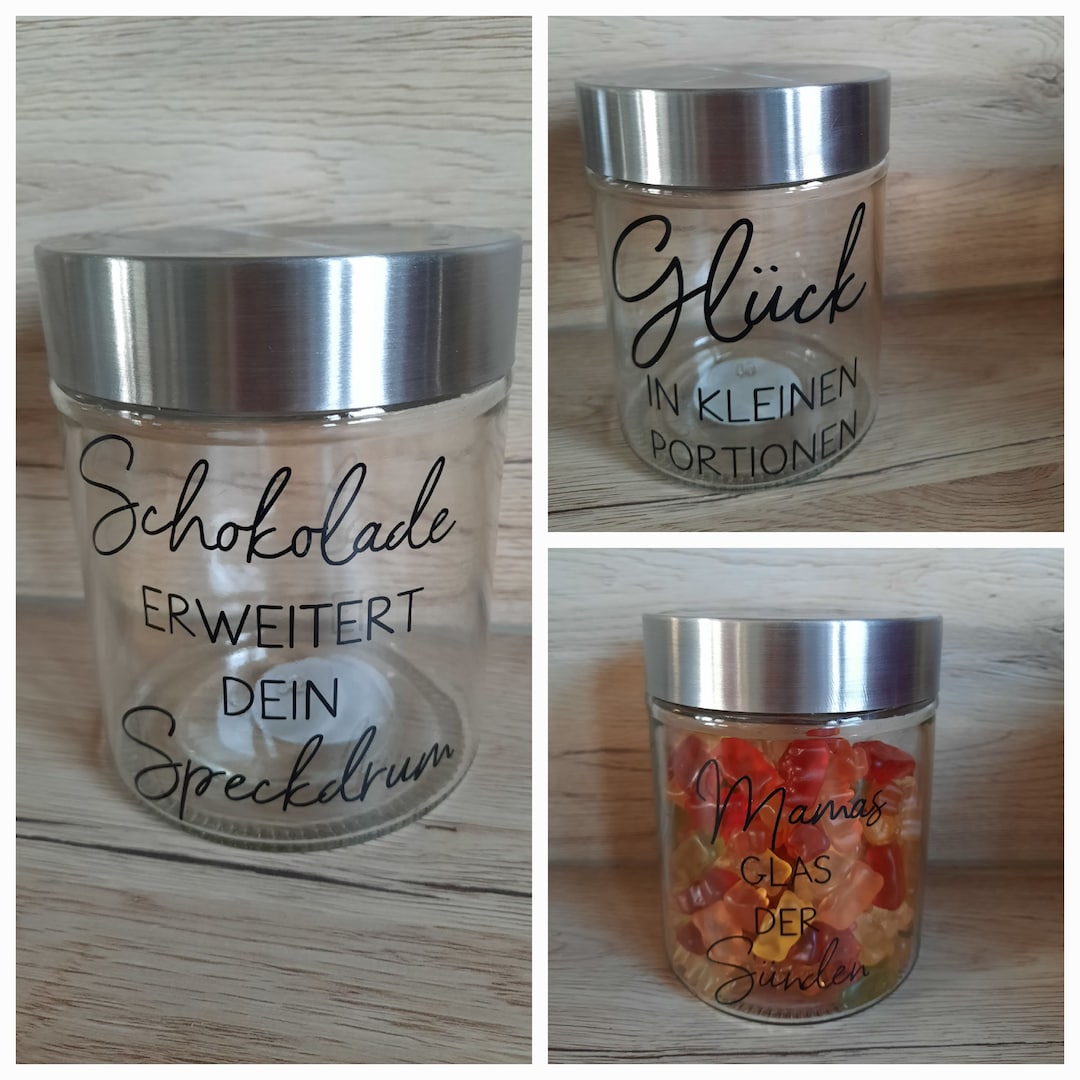 Schokolade
ERWEITERT
DEIN
Speckdrum
Glück
IN KLEINEN
PORTIONEN
Mamas
GLAS
DER
Sünden